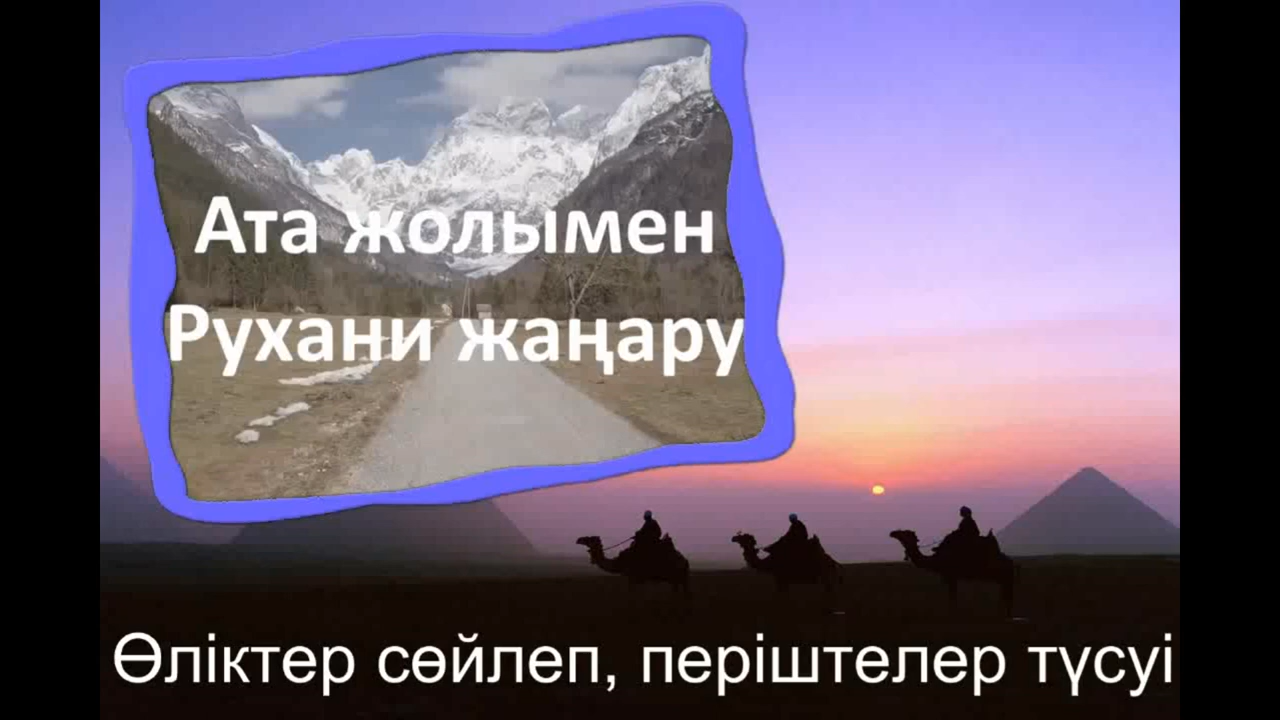 Ата жолымен
Рухани жаңару
Өліктер сөйлеп, періштелер түсуі